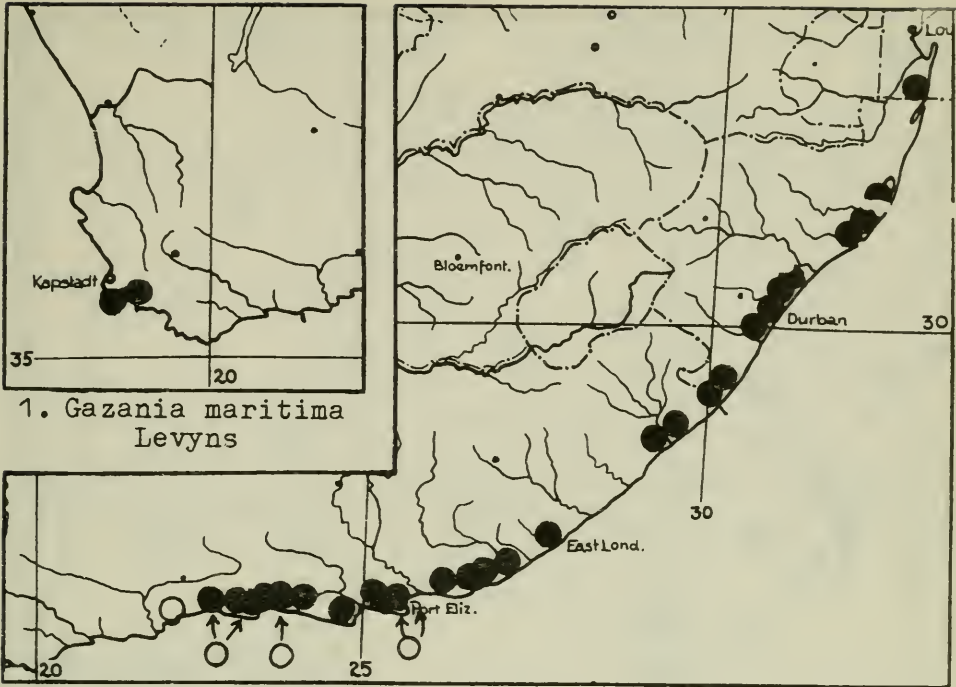 Kapstadt
35
20
1. Gazania maritima
Levyns
Lou
Bloemfont.
Durban
30
30
East Lond.
Port Eliz.
20
25